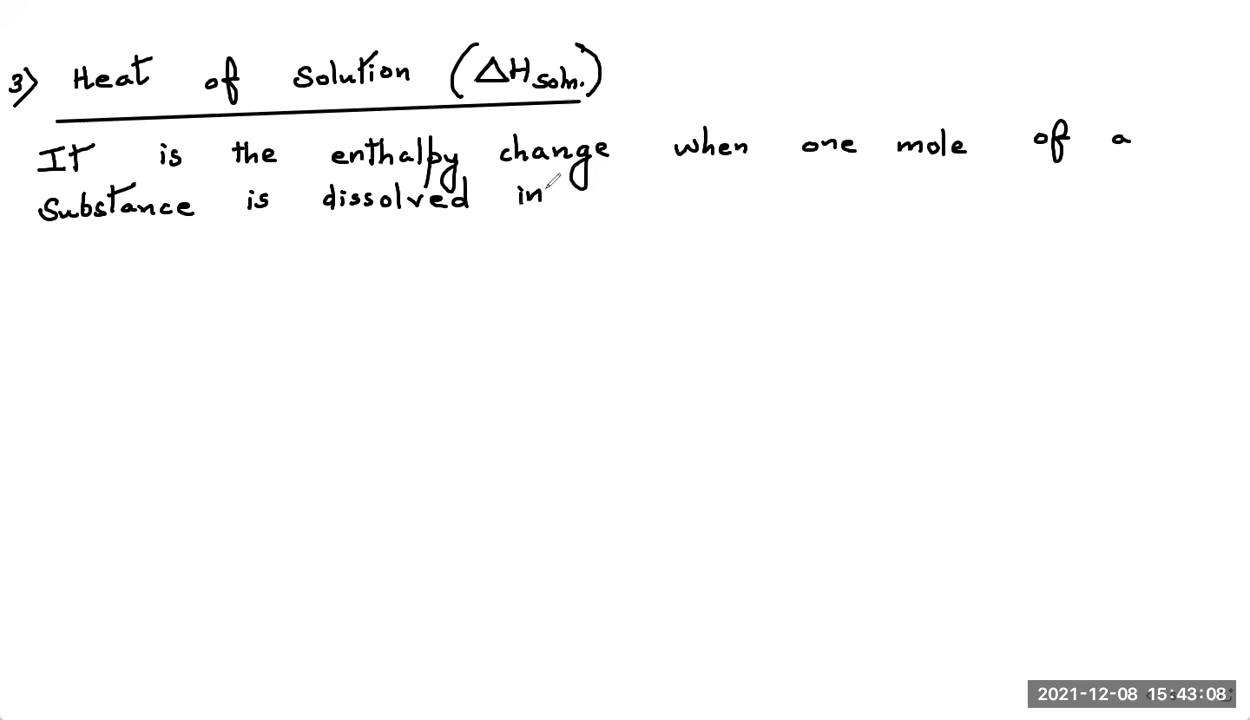 3) Heat of Solution (ΔHsoln.)
It is the enthalpy change when one mole of a
Substance is dissolved in
2021-12-08 15:43:08